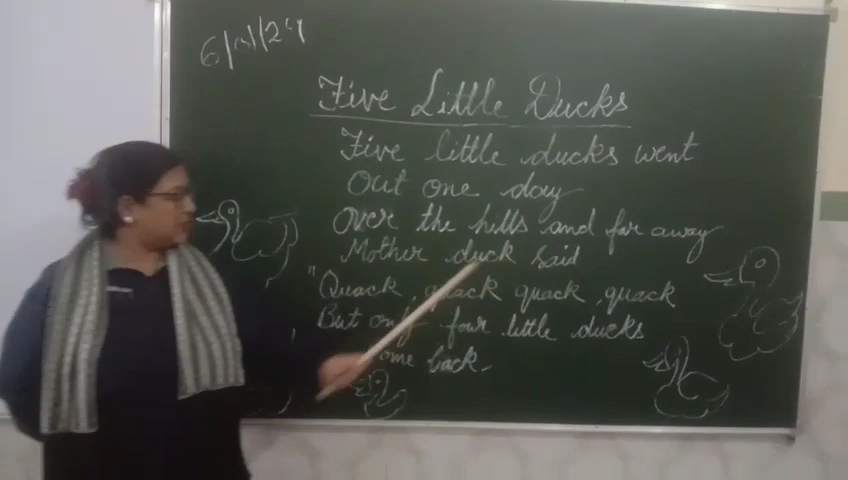 Five Little Ducks
Five little ducks went
Out one day
Over the hills and far away
Mother duck said
"Quack, quack quack, quack
But only four little ducks
back.